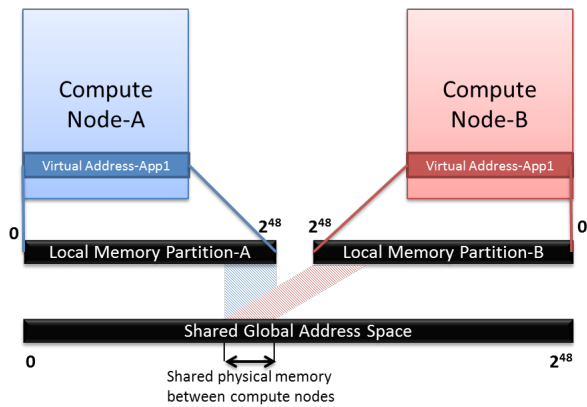 Compute
Node-A
Compute
Node-B
Virtual Address-App1
Virtual Address-App1
0
2⁴⁸
2⁴⁸
0
Local Memory Partition-A
Local Memory Partition-B
Shared Global Address Space
0
2⁴⁸
Shared physical memory
between compute nodes